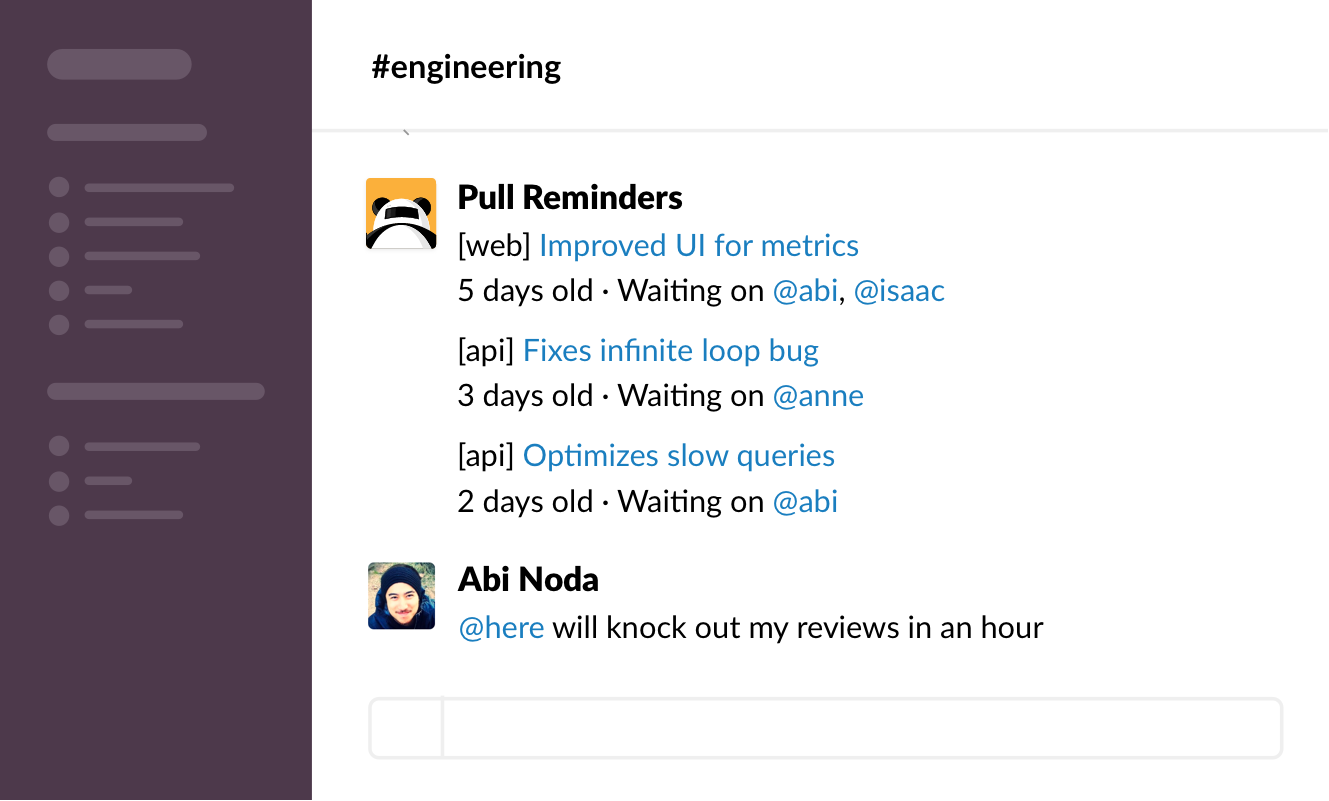 #engineering
Pull Reminders
[web] Improved UI for metrics
5 days old · Waiting on @abi, @isaac
[api] Fixes infinite loop bug
3 days old · Waiting on @anne
[api] Optimizes slow queries
2 days old · Waiting on @abi
Abi Noda
@here will knock out my reviews in an hour